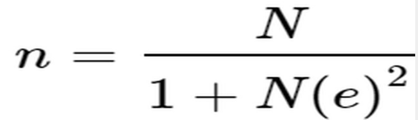 n = N / 1 + N(e)²